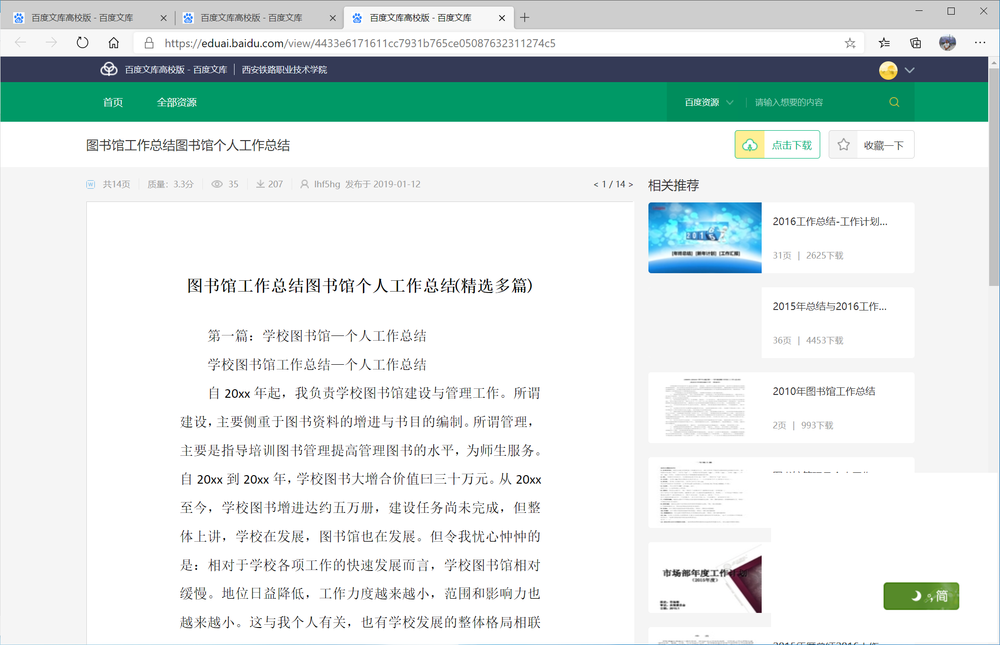 百度文库高校版 - 百度文库
百度文库高校版 - 百度文库
百度文库高校版 - 百度文库
https://eduai.baidu.com/view/4433e6171611cc7931b765ce05087632311274c5
百度文库高校版 - 百度文库 | 西安铁路职业技术学院
首页 全部资源 百度资源 请输入想要的内容
图书馆工作总结图书馆个人工作总结
点击下载 收藏一下
共14页 质量：3.3分 35 207 lhf5hg 发布于 2019-01-12
< 1 / 14 >
图书馆工作总结图书馆个人工作总结(精选多篇)
第一篇：学校图书馆—个人工作总结
学校图书馆工作总结—个人工作总结
自 20xx 年起，我负责学校图书馆建设与管理工作。所谓
建设，主要侧重于图书资料的增进与书目的编制。所谓管理，
主要是指导培训图书管理提高管理图书的水平，为师生服务。
自 20xx 到 20xx 年，学校图书大增合价值曰三十万元。从 20xx
至今，学校图书增进达约五万册，建设任务尚未完成，但整
体上讲，学校在发展，图书馆也在发展。但令我忧心忡忡的
是：相对于学校各项工作的快速发展而言，学校图书馆相对
缓慢。地位日益降低，工作力度越来越小，范围和影响力也
越来越小。这与我个人有关，也有学校发展的整体格局相联
相关推荐
[年终总结] [新年计划] [工作汇报]
2016工作总结-工作计划...
31页 | 2625下载
2015年总结与2016工作...
36页 | 4453下载
2010年图书馆工作总结
2页 | 993下载
市场部年度工作计划
(2015年度)
简